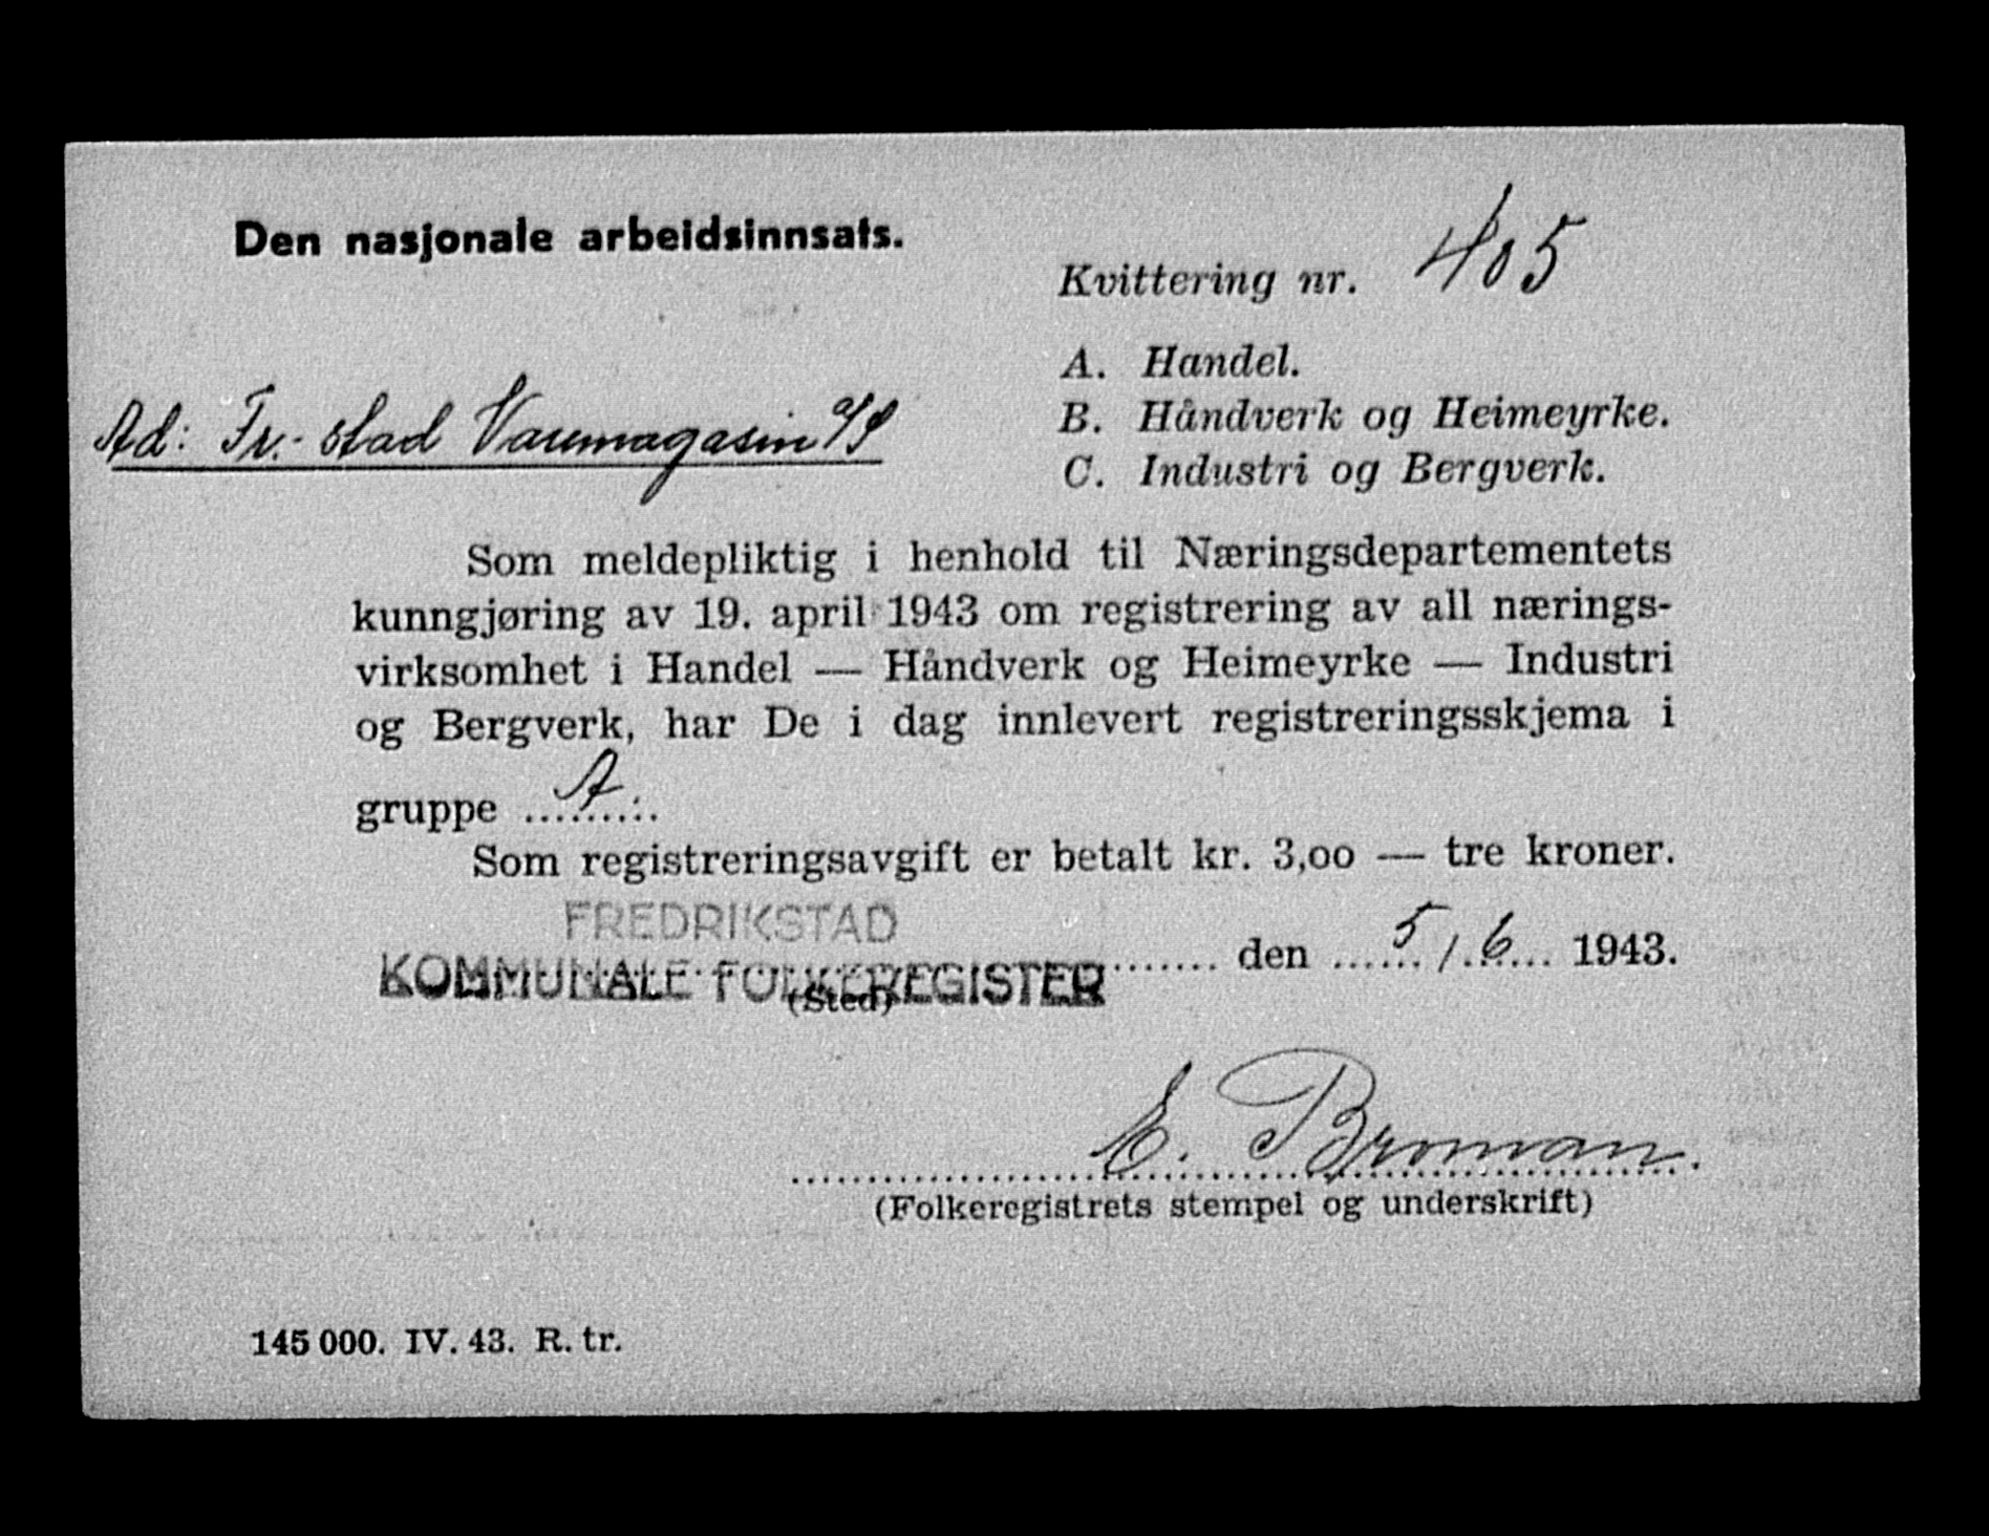 Den nasjonale arbeidsinnsats.
Kvittering nr. 405
A. Handel.
B. Håndverk og Heimeyrke.
C. Industri og Bergverk.
Ad: Fr.-stad Varemagasin A/S
Som meldepliktig i henhold til Næringsdepartementets
kunngjøring av 19. april 1943 om registrering av all nærings-
virksomhet i Handel — Håndverk og Heimeyrke — Industri
og Bergverk, har De i dag innlevert registreringsskjema i
gruppe A.
Som registreringsavgift er betalt kr. 3,00 — tre kroner.
FREDRIKSTAD
KOMMUNALE FOLKEREGISTER den 5/6 1943.
(Sted)
E. Broman.
(Folkeregistrets stempel og underskrift)
145 000. IV. 43. R. tr.